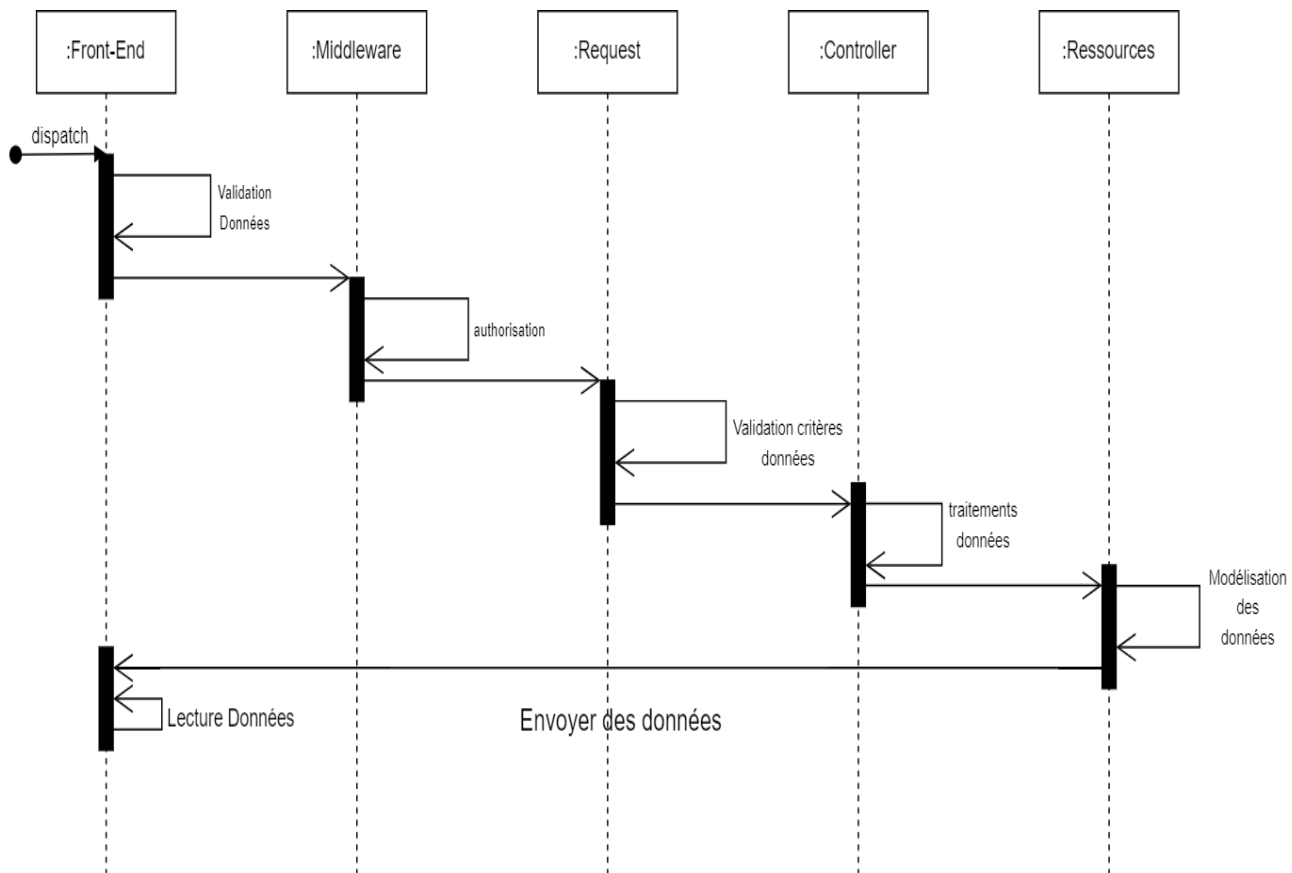 :Front-End
:Middleware
:Request
:Controller
:Ressources
dispatch
Validation
Données
authorisation
Validation critères
données
traitements
données
Modélisation
des
données
Lecture Données
Envoyer des données